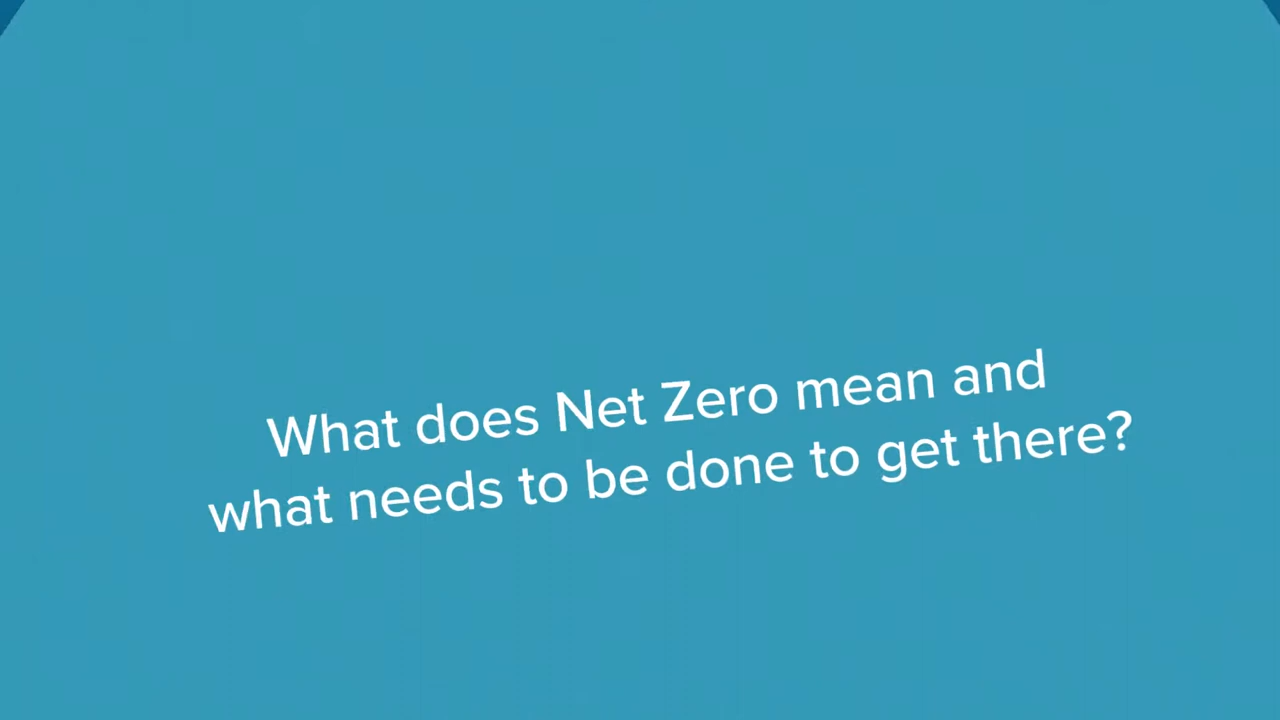 What does Net Zero mean and
what needs to be done to get there?